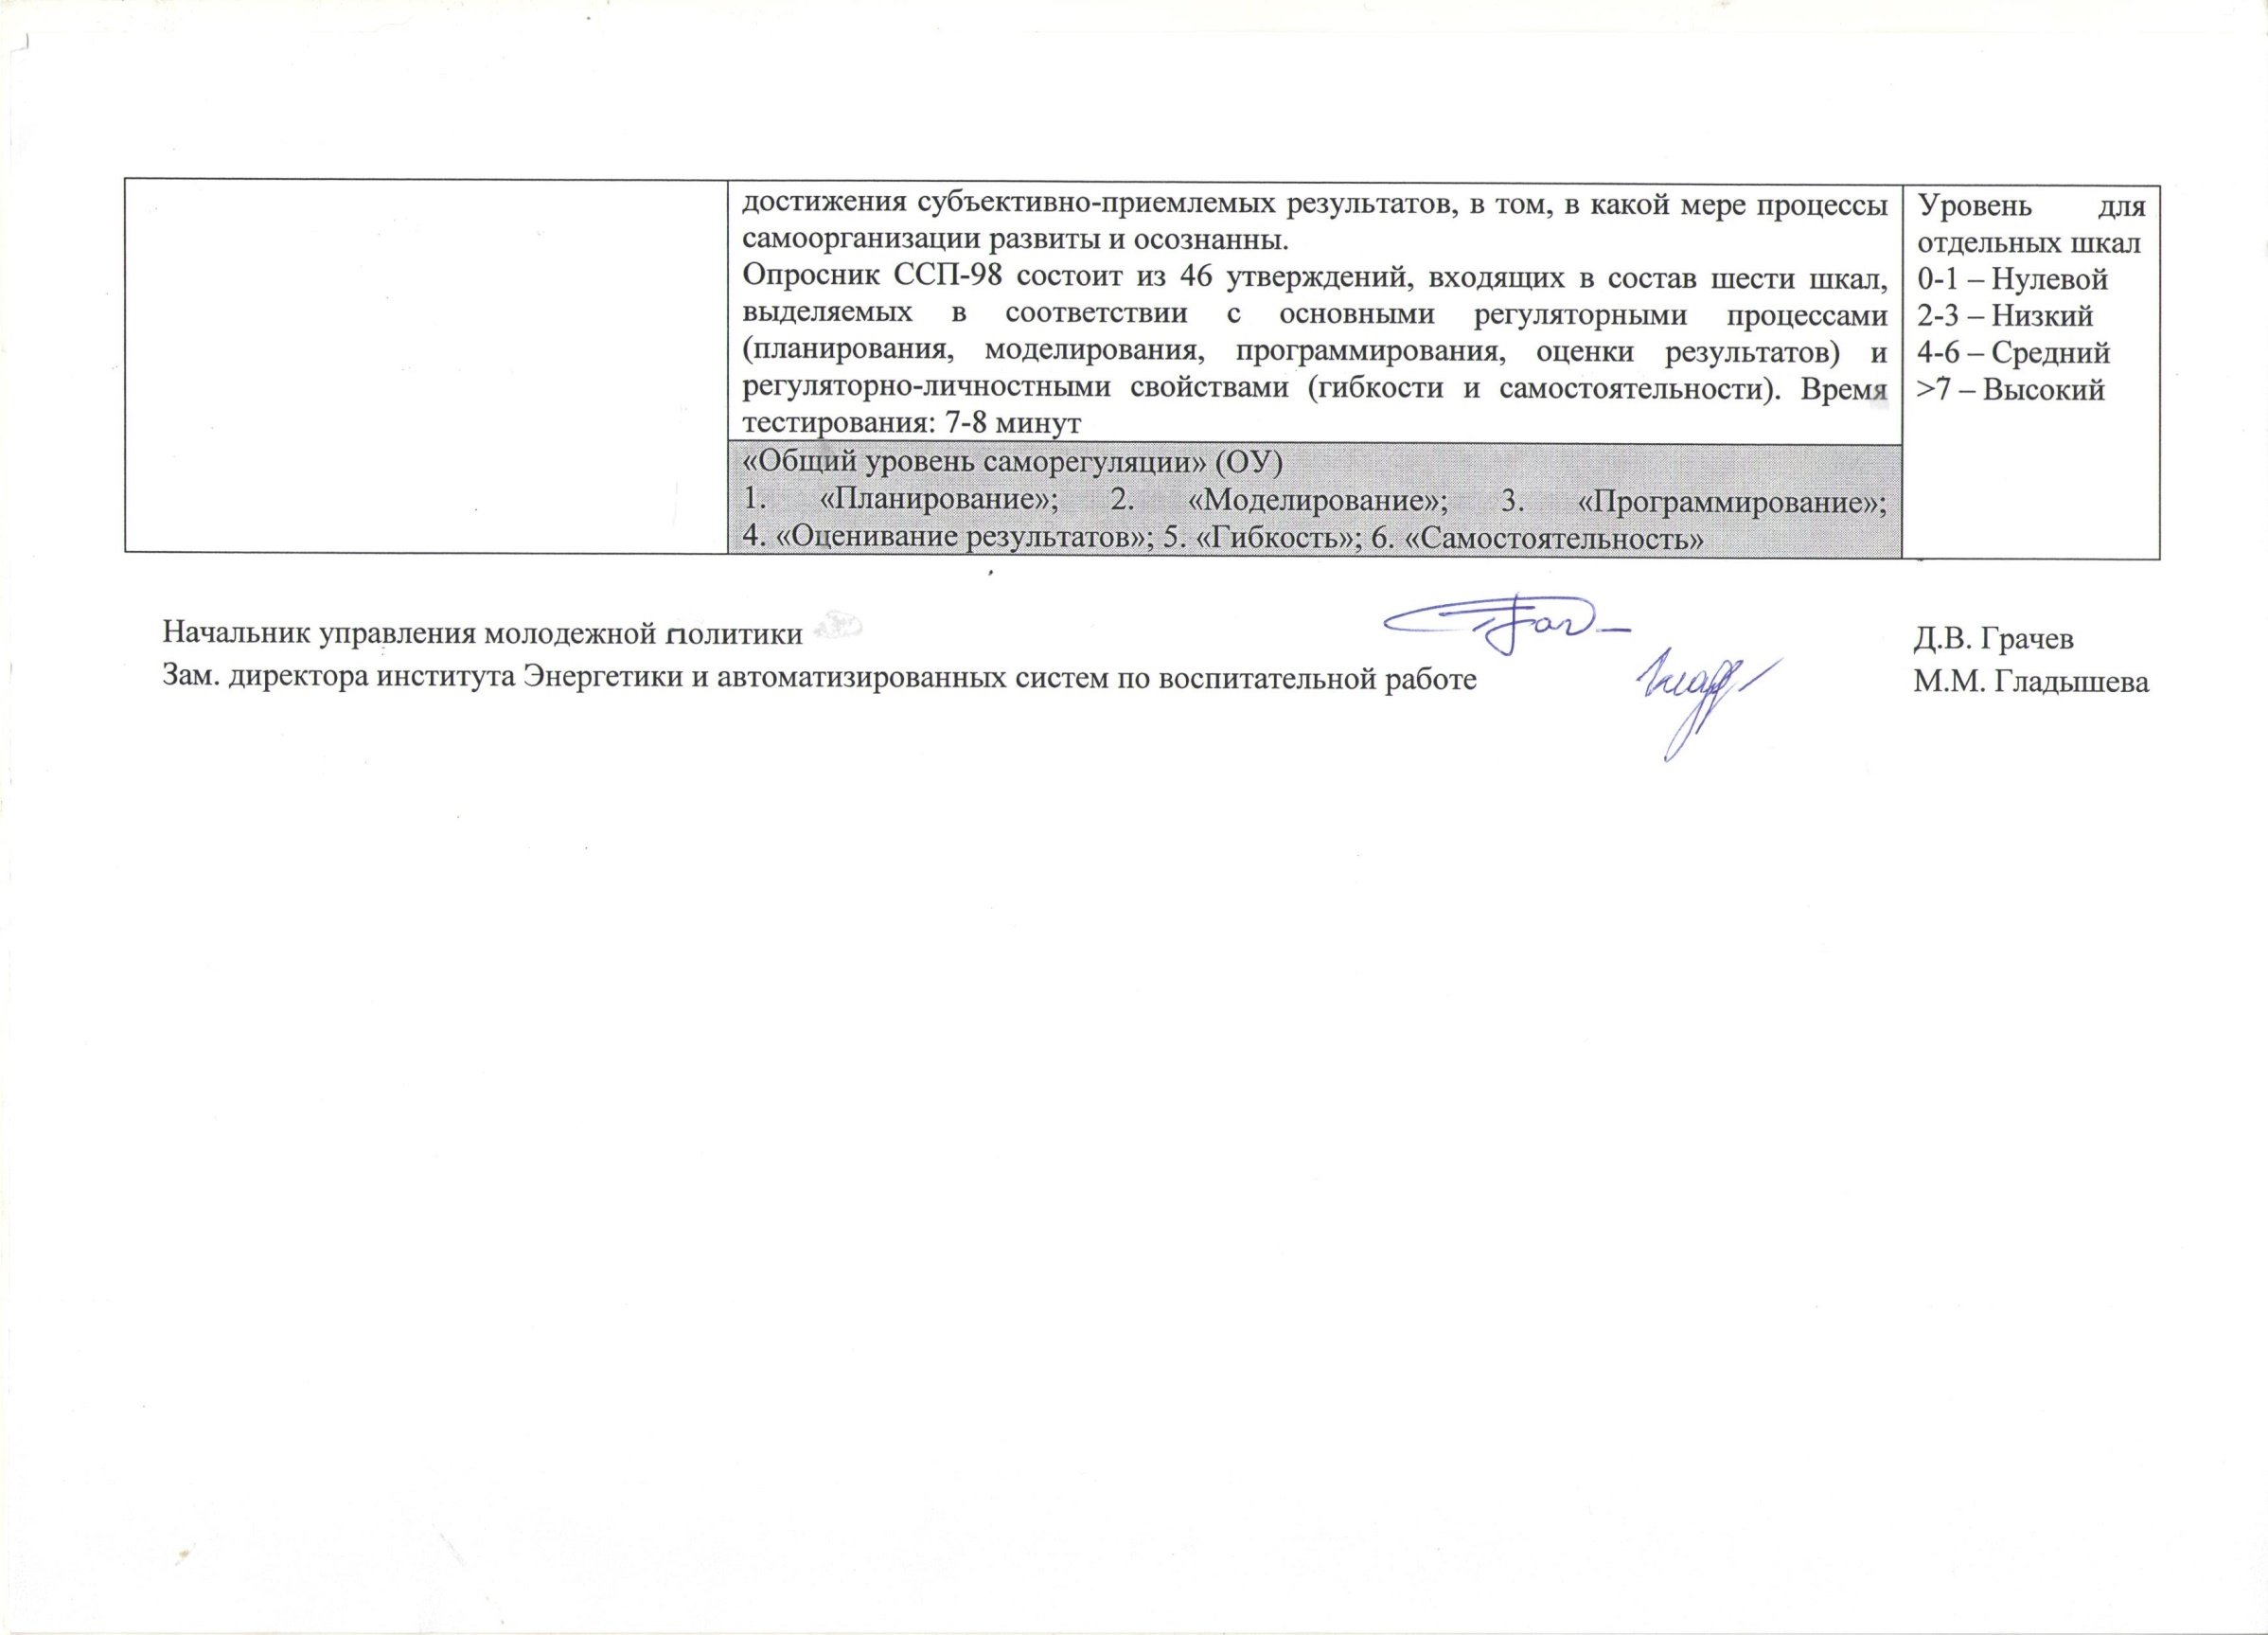 достижения субъективно-приемлемых результатов, в том, в какой мере процессы
самоорганизации развиты и осознанны.
Опросник ССП-98 состоит из 46 утверждений, входящих в состав шести шкал,
выделяемых в соответствии с основными регуляторными процессами
(планирования, моделирования, программирования, оценки результатов) и
регуляторно-личностными свойствами (гибкости и самостоятельности). Время
тестирования: 7-8 минут
«Общий уровень саморегуляции» (ОУ)
1. «Планирование»; 2. «Моделирование»; 3. «Программирование»;
4. «Оценивание результатов»; 5. «Гибкость»; 6. «Самостоятельность»
Уровень для
отдельных шкал
0-1 – Нулевой
2-3 – Низкий
4-6 – Средний
>7 – Высокий
Начальник управления молодежной политики Д.В. Грачев
Зам. директора института Энергетики и автоматизированных систем по воспитательной работе М.М. Гладышева